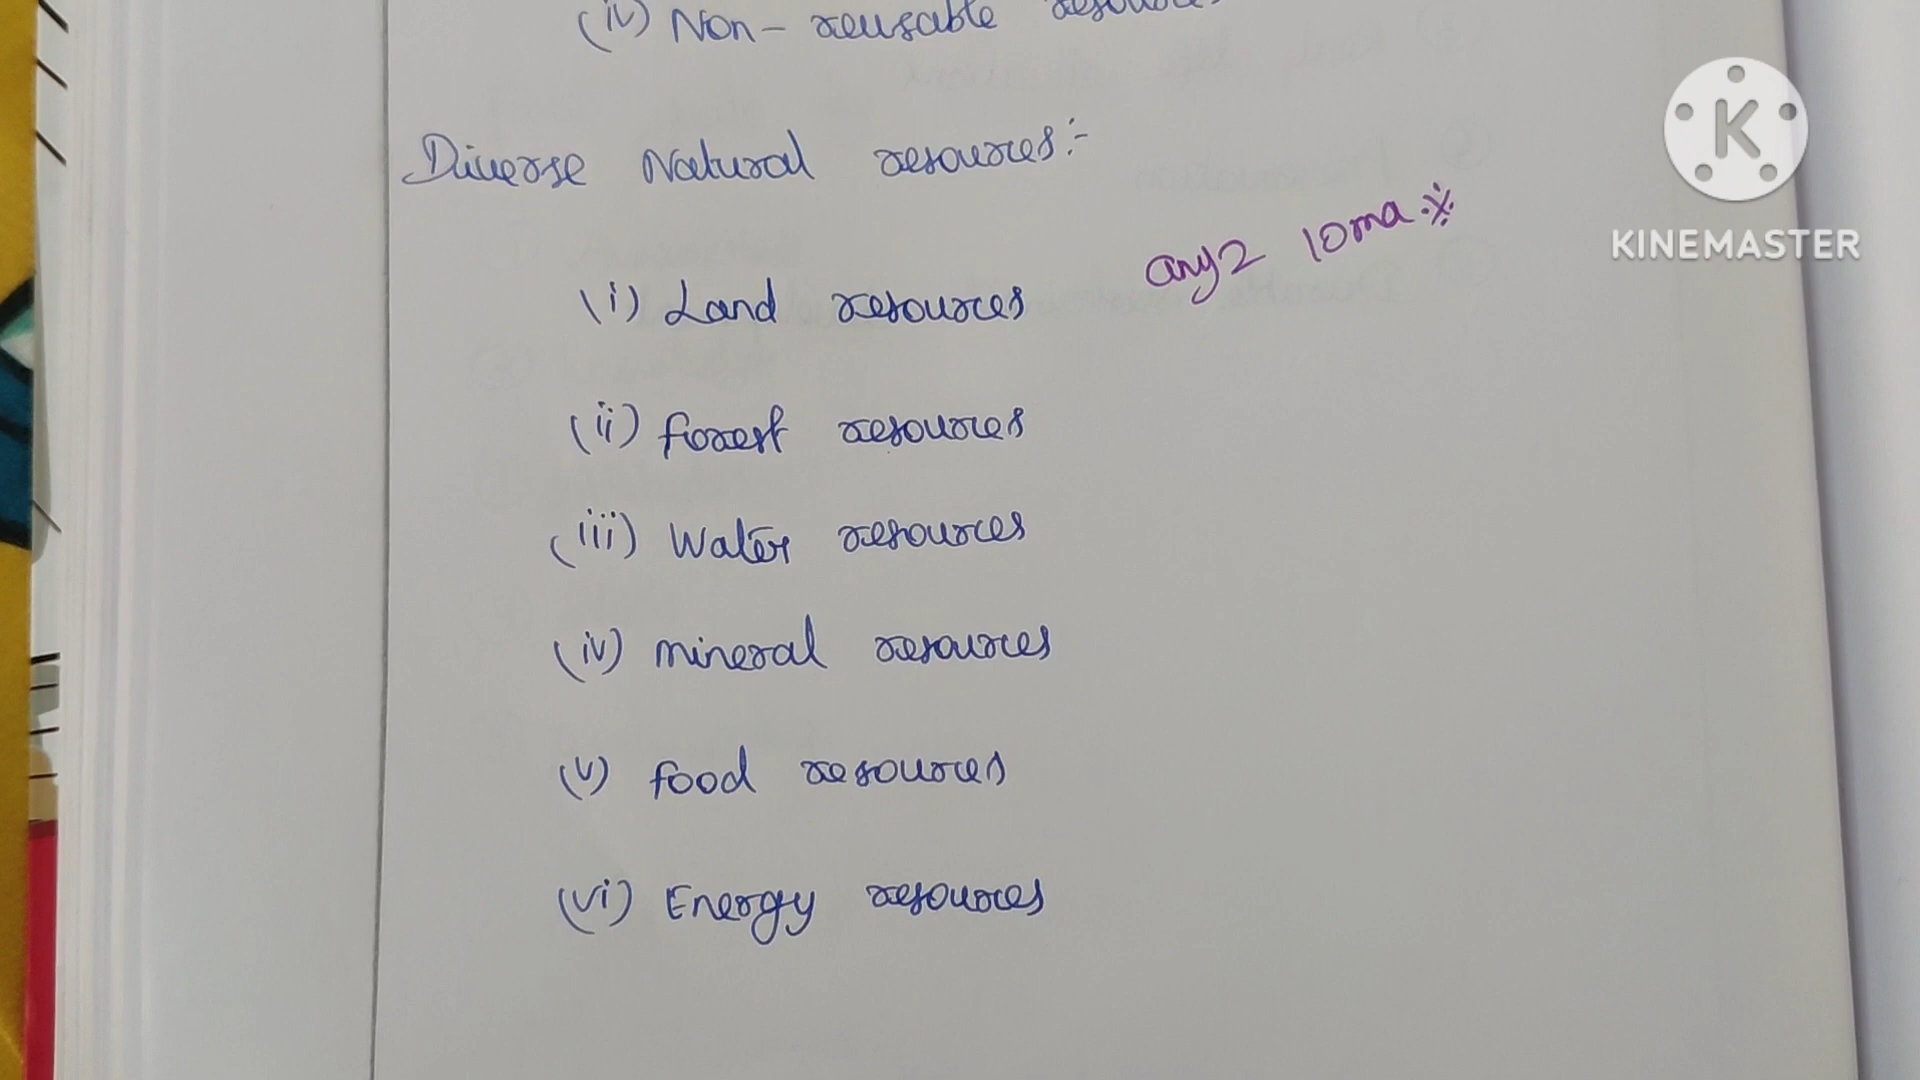 (iv) Non- reusable resources
Diverse Natural resources:-
K
KINEMASTER
any 2 10ma
(i) Land resources
(ii) forest resources
(iii) Water resources
(iv) mineral resources
(v) food resources
(vi) Energy resources